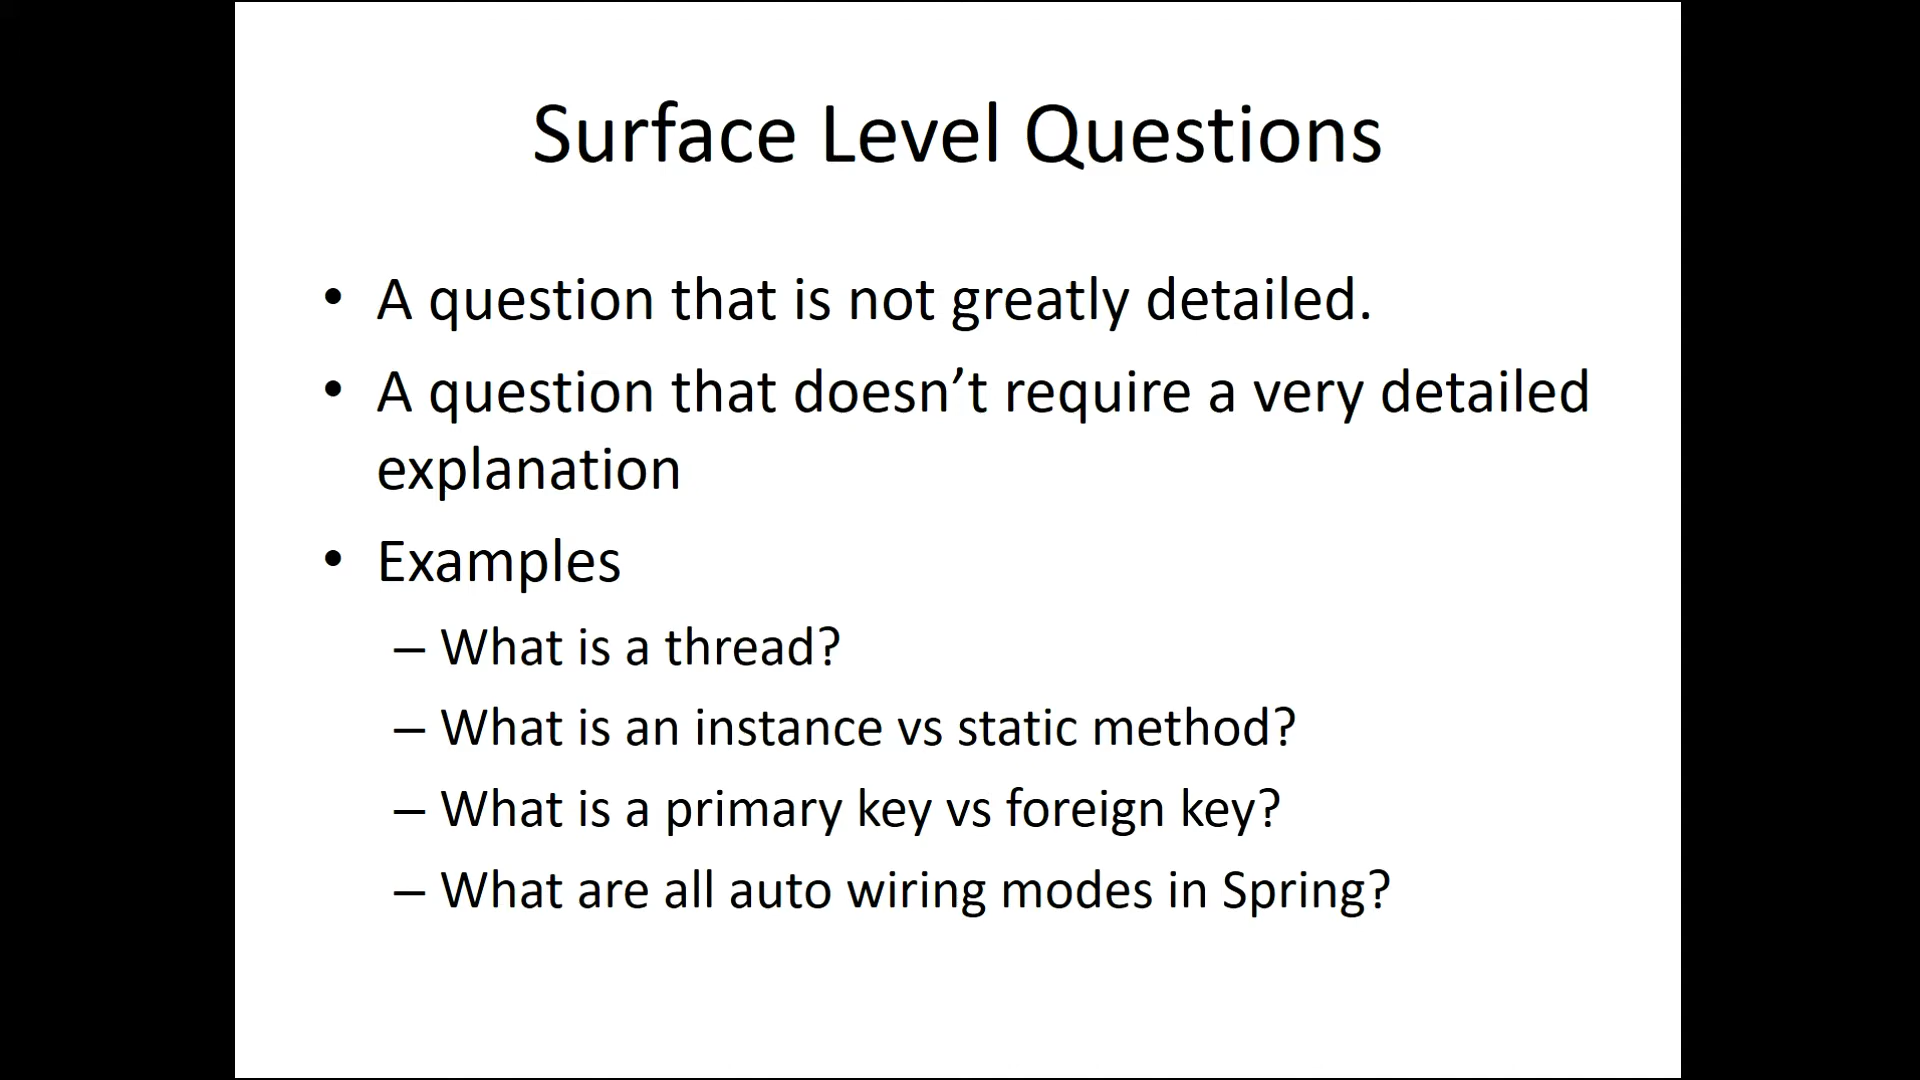 Surface Level Questions
• A question that is not greatly detailed.
• A question that doesn’t require a very detailed
explanation
• Examples
– What is a thread?
– What is an instance vs static method?
– What is a primary key vs foreign key?
– What are all auto wiring modes in Spring?